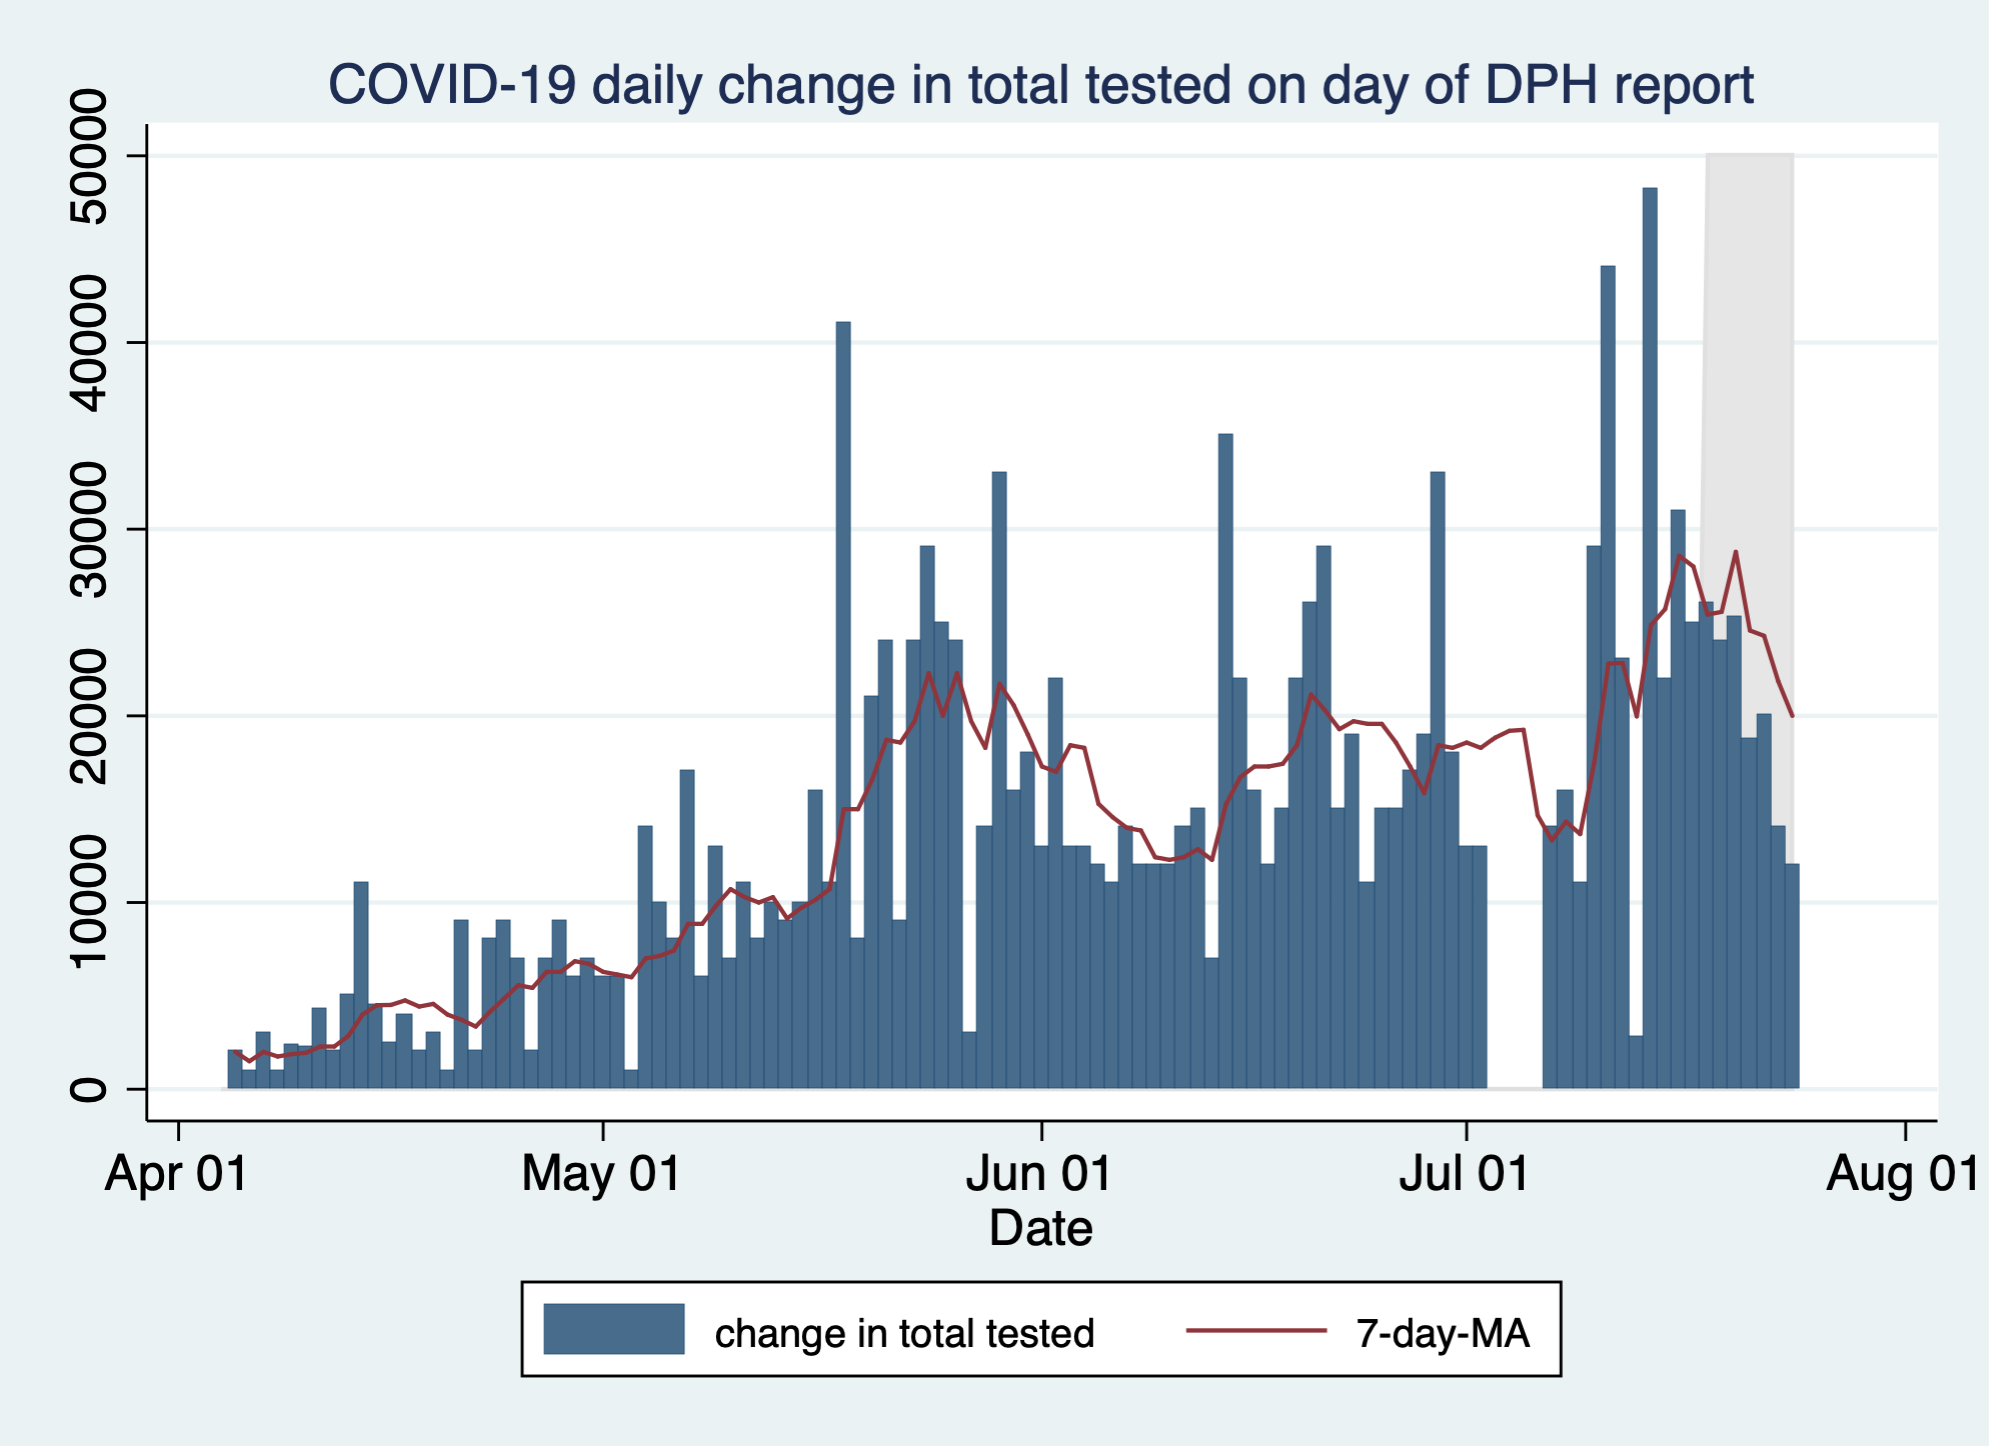 COVID-19 daily change in total tested on day of DPH report
50000
40000
30000
20000
10000
0
Apr 01 May 01 Jun 01 Jul 01 Aug 01
Date
change in total tested 7-day-MA